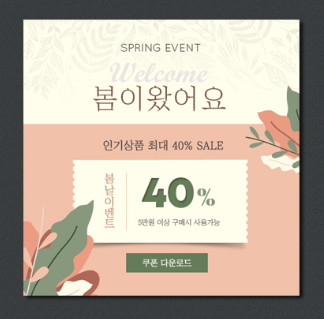 SPRING EVENT
Welcome
봄이왔어요
인기상품 최대 40% SALE
봄날이벤트
40%
5만원 이상 구매시 사용가능
쿠폰 다운로드